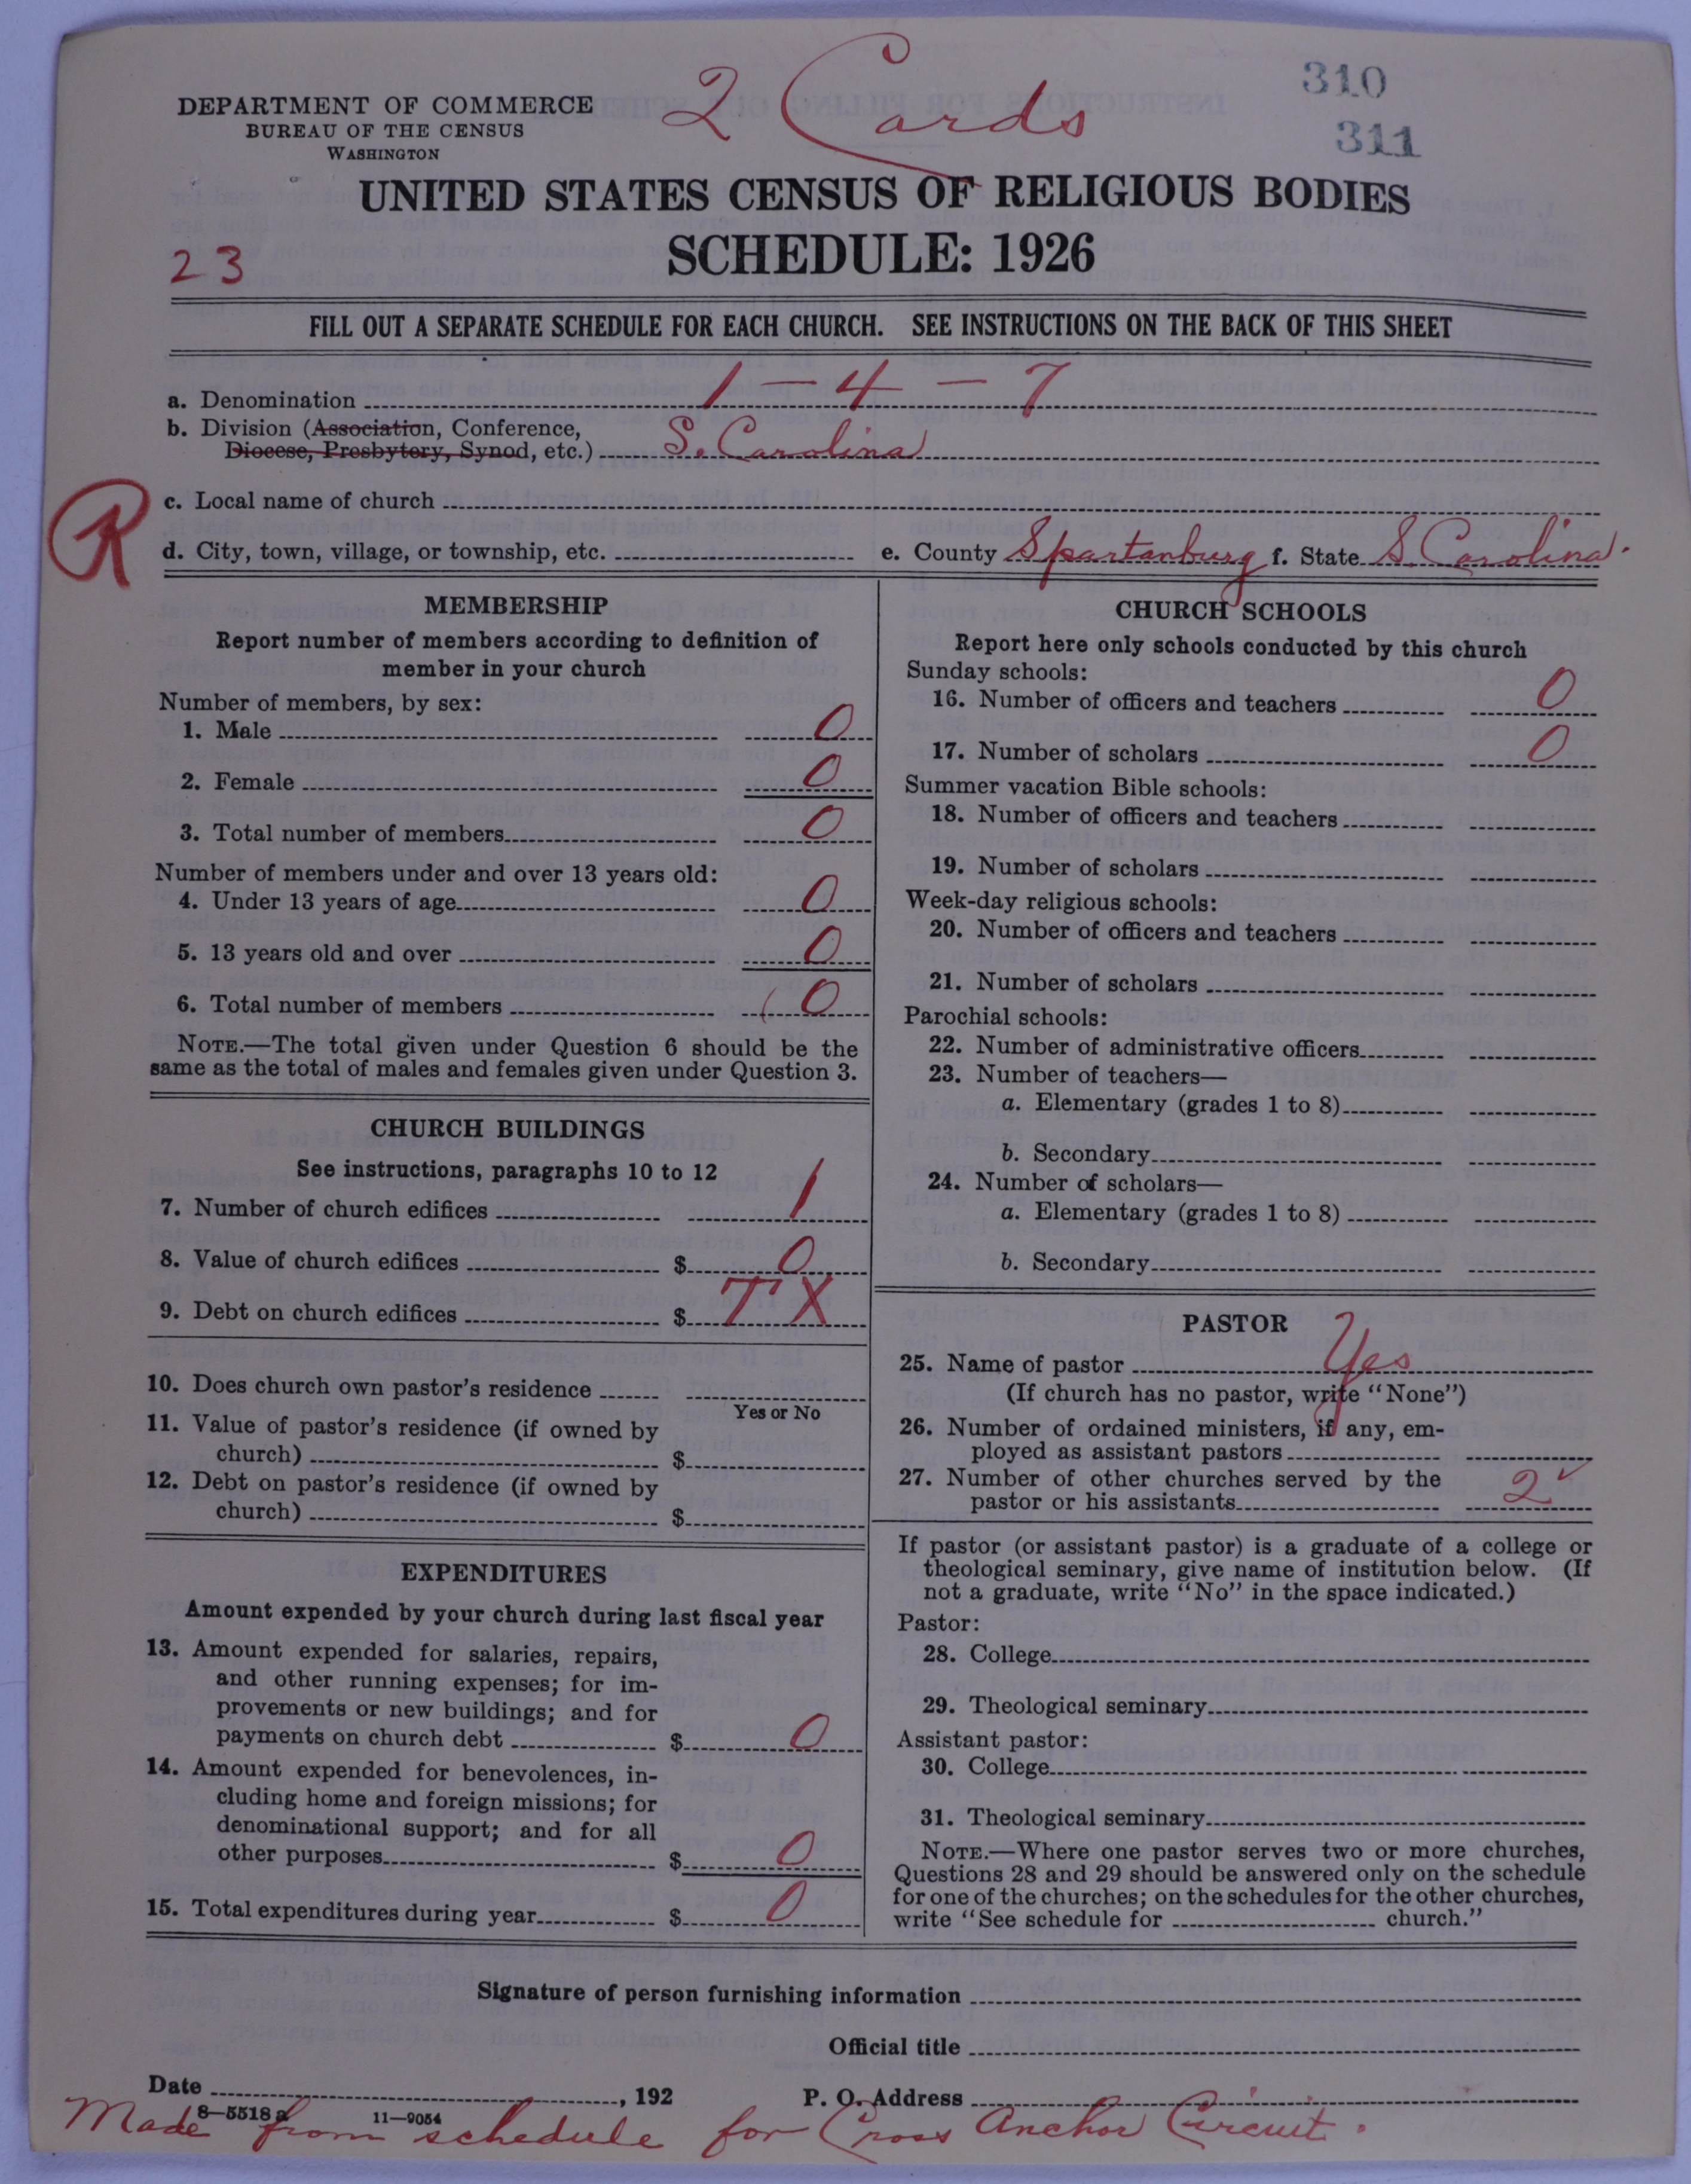 2 Cards
310
311
DEPARTMENT OF COMMERCE
BUREAU OF THE CENSUS
WASHINGTON
UNITED STATES CENSUS OF RELIGIOUS BODIES
SCHEDULE: 1926
23
FILL OUT A SEPARATE SCHEDULE FOR EACH CHURCH. SEE INSTRUCTIONS ON THE BACK OF THIS SHEET
a. Denomination 1 — 4 — 7
b. Division (Association, Conference,
Diocese, Presbytery, Synod, etc.) S. Carolina
R
c. Local name of church
d. City, town, village, or township, etc. e. County Spartanburg f. State S. Carolina.
MEMBERSHIP
Report number of members according to definition of
member in your church
Number of members, by sex:
1. Male 0
2. Female 0
3. Total number of members 0
Number of members under and over 13 years old:
4. Under 13 years of age 0
5. 13 years old and over 0
6. Total number of members (0
NOTE.—The total given under Question 6 should be the
same as the total of males and females given under Question 3.
CHURCH BUILDINGS
See instructions, paragraphs 10 to 12
7. Number of church edifices 1
8. Value of church edifices $ 0
9. Debt on church edifices $ T X
10. Does church own pastor's residence
Yes or No
11. Value of pastor's residence (if owned by
church) $
12. Debt on pastor's residence (if owned by
church) $
EXPENDITURES
Amount expended by your church during last fiscal year
13. Amount expended for salaries, repairs,
and other running expenses; for im-
provements or new buildings; and for
payments on church debt $ 0
14. Amount expended for benevolences, in-
cluding home and foreign missions; for
denominational support; and for all
other purposes $ 0
15. Total expenditures during year $ 0
CHURCH SCHOOLS
Report here only schools conducted by this church
Sunday schools:
16. Number of officers and teachers 0
17. Number of scholars 0
Summer vacation Bible schools:
18. Number of officers and teachers
19. Number of scholars
Week-day religious schools:
20. Number of officers and teachers
21. Number of scholars
Parochial schools:
22. Number of administrative officers
23. Number of teachers—
a. Elementary (grades 1 to 8)
b. Secondary
24. Number of scholars—
a. Elementary (grades 1 to 8)
b. Secondary
PASTOR
25. Name of pastor Yes
(If church has no pastor, write "None")
26. Number of ordained ministers, if any, em-
ployed as assistant pastors
27. Number of other churches served by the
pastor or his assistants 2 ✓
If pastor (or assistant pastor) is a graduate of a college or
theological seminary, give name of institution below. (If
not a graduate, write "No" in the space indicated.)
Pastor:
28. College
29. Theological seminary
Assistant pastor:
30. College
31. Theological seminary
NOTE.—Where one pastor serves two or more churches,
Questions 28 and 29 should be answered only on the schedule
for one of the churches; on the schedules for the other churches,
write "See schedule for church."
Signature of person furnishing information
Official title
Date , 192 P. O. Address
8—5518 a 11—9054
Made from schedule for Cross Anchor Circuit.